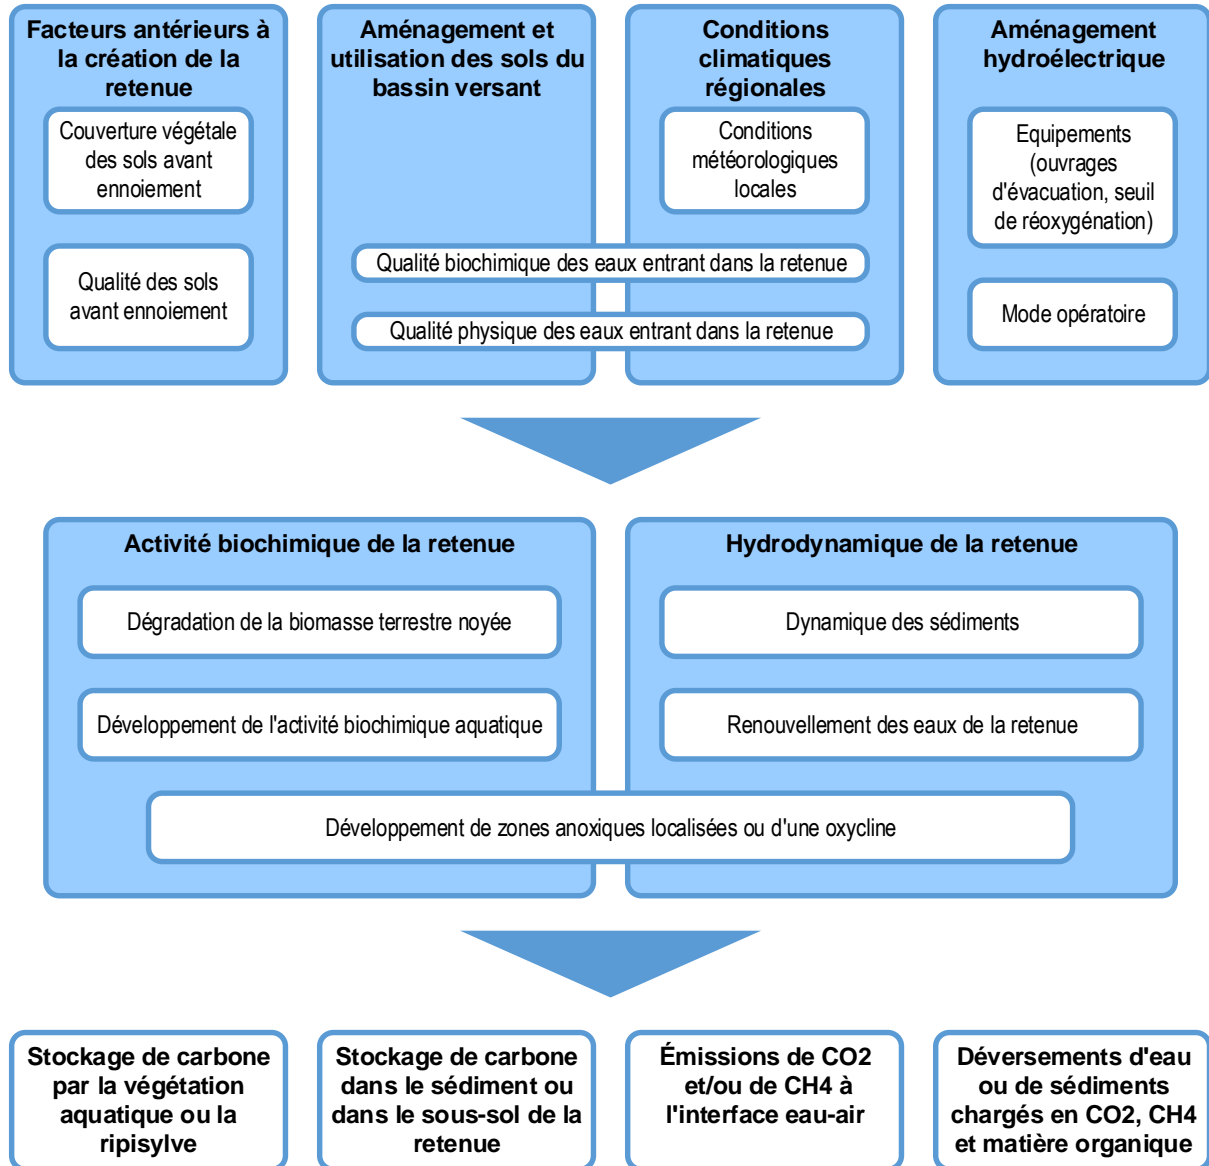 Facteurs antérieurs à
la création de la
retenue
Couverture végétale
des sols avant
ennoiement
Qualité des sols
avant ennoiement
Aménagement et
utilisation des sols du
bassin versant
Conditions
climatiques
régionales
Conditions
météorologiques
locales
Qualité biochimique des eaux entrant dans la retenue
Qualité physique des eaux entrant dans la retenue
Aménagement
hydroélectrique
Equipements
(ouvrages
d'évacuation, seuil
de réoxygénation)
Mode opératoire
Activité biochimique de la retenue
Dégradation de la biomasse terrestre noyée
Développement de l'activité biochimique aquatique
Hydrodynamique de la retenue
Dynamique des sédiments
Renouvellement des eaux de la retenue
Développement de zones anoxiques localisées ou d'une oxycline
Stockage de carbone
par la végétation
aquatique ou la
ripisylve
Stockage de carbone
dans le sédiment ou
dans le sous-sol de la
retenue
Émissions de CO2
et/ou de CH4 à
l'interface eau-air
Déversements d'eau
ou de sédiments
chargés en CO2, CH4
et matière organique